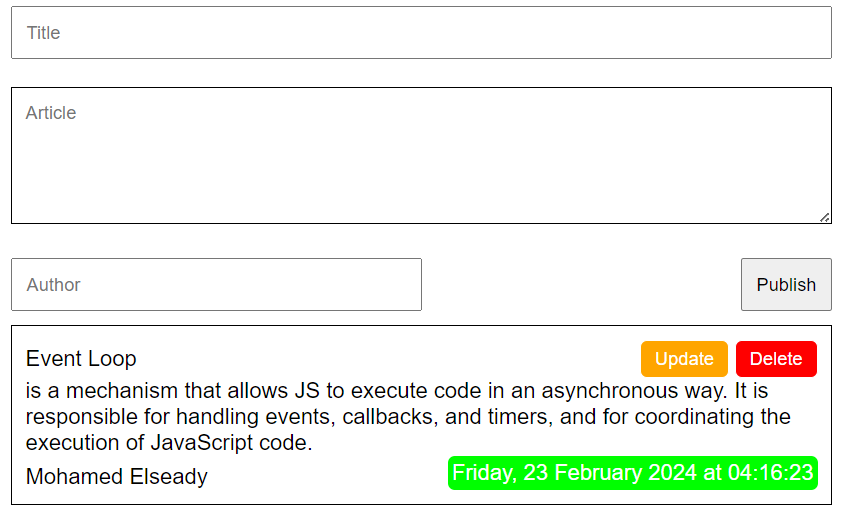 Title
Article
Author
Publish
Event Loop
Update
Delete
is a mechanism that allows JS to execute code in an asynchronous way. It is
responsible for handling events, callbacks, and timers, and for coordinating the
execution of JavaScript code.
Mohamed Elseady
Friday, 23 February 2024 at 04:16:23